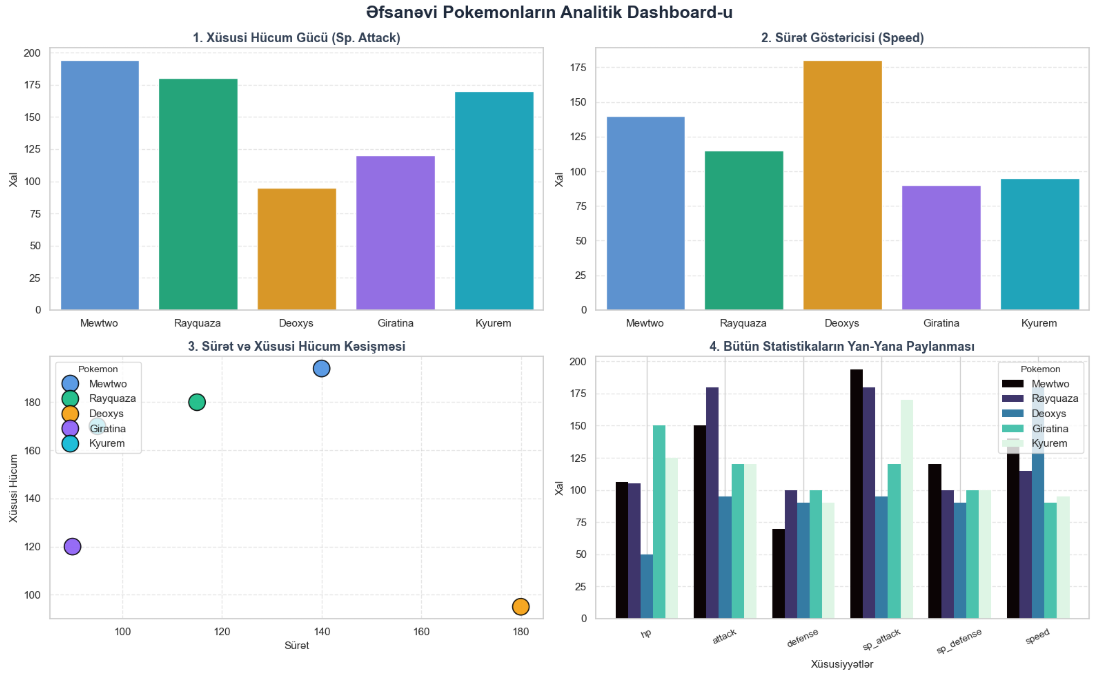 Əfsanəvi Pokemonların Analitik Dashboard-u
1. Xüsusi Hücum Gücü (Sp. Attack)
Xal
200
175
150
125
100
75
50
25
0
Mewtwo Rayquaza Deoxys Giratina Kyurem
2. Sürət Göstəricisi (Speed)
Xal
175
150
125
100
75
50
25
0
Mewtwo Rayquaza Deoxys Giratina Kyurem
3. Sürət və Xüsusi Hücum Kəsişməsi
Pokemon
Mewtwo
Rayquaza
Deoxys
Giratina
Kyurem
Xüsusi Hücum
180
160
140
120
100
100 120 140 160 180
Sürət
4. Bütün Statistikaların Yan-Yana Paylanması
Pokemon
Mewtwo
Rayquaza
Deoxys
Giratina
Kyurem
Xal
200
175
150
125
100
75
50
25
0
hp attack defense sp_attack sp_defense speed
Xüsusiyyətlər